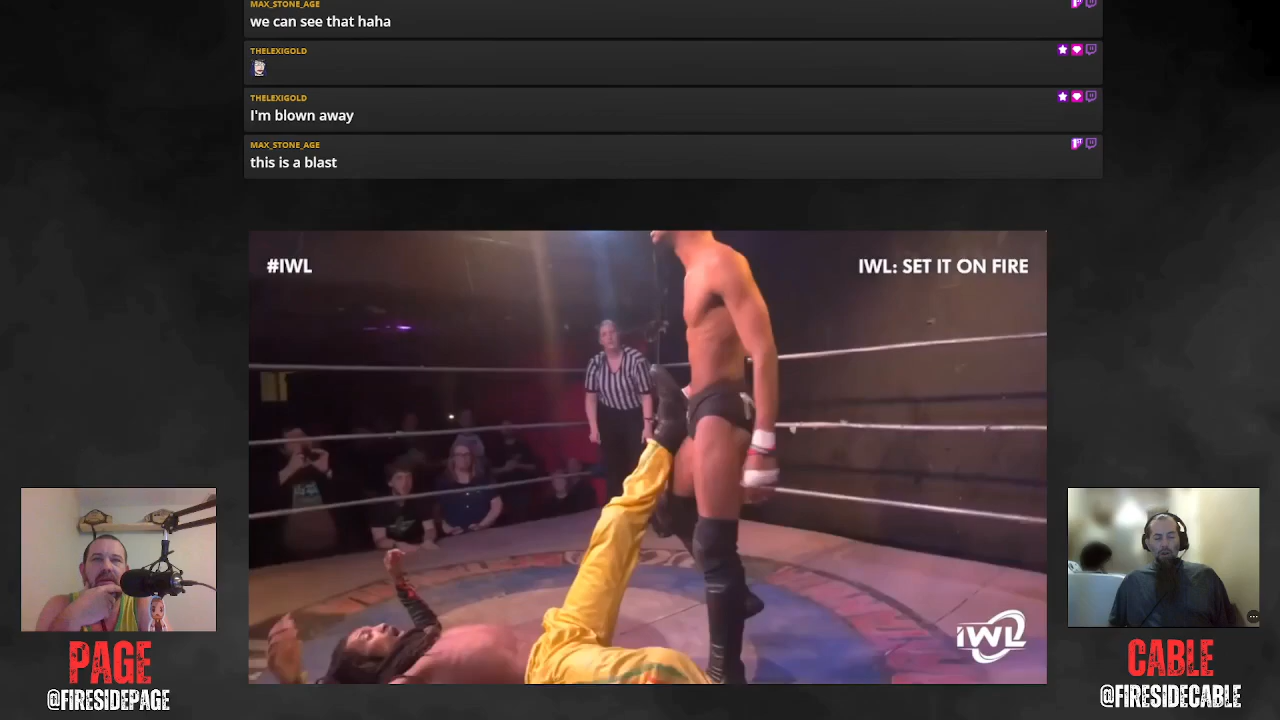 MAX_STONE_AGE
we can see that haha
THELEXIGOLD
THELEXIGOLD
I'm blown away
MAX_STONE_AGE
this is a blast
#IWL
IWL: SET IT ON FIRE
IWL
PAGE
@FIRESIDEPAGE
CABLE
@FIRESIDECABLE